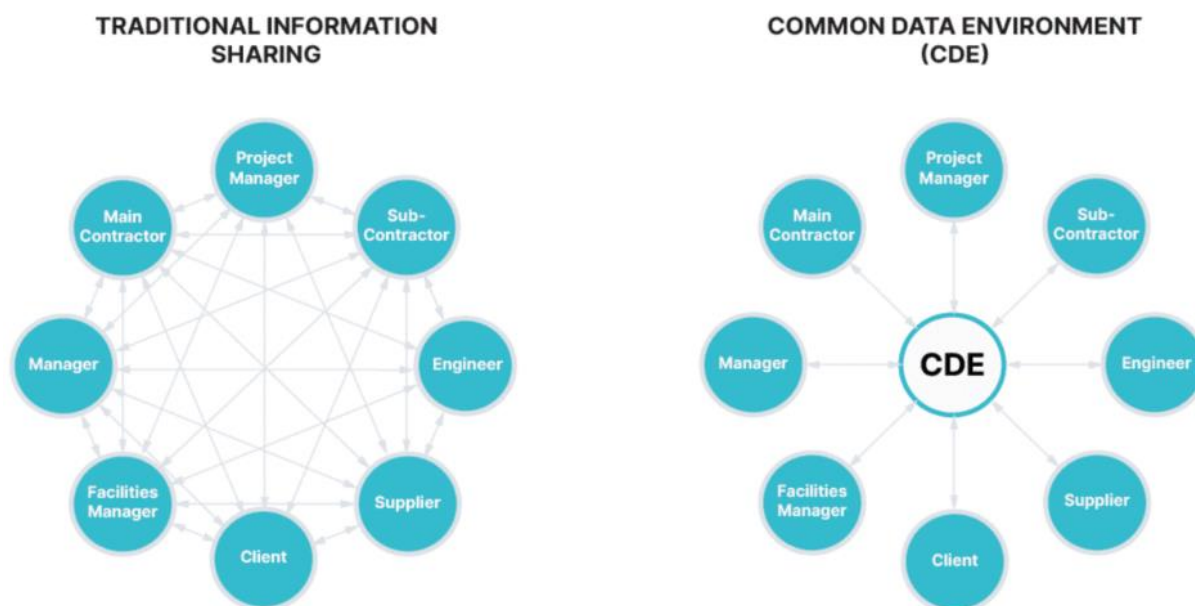 TRADITIONAL INFORMATION
SHARING
Project
Manager
Main
Contractor
Sub-
Contractor
Manager
Engineer
Facilities
Manager
Supplier
Client
COMMON DATA ENVIRONMENT
(CDE)
Project
Manager
Main
Contractor
Sub-
Contractor
Manager
CDE
Engineer
Facilities
Manager
Supplier
Client